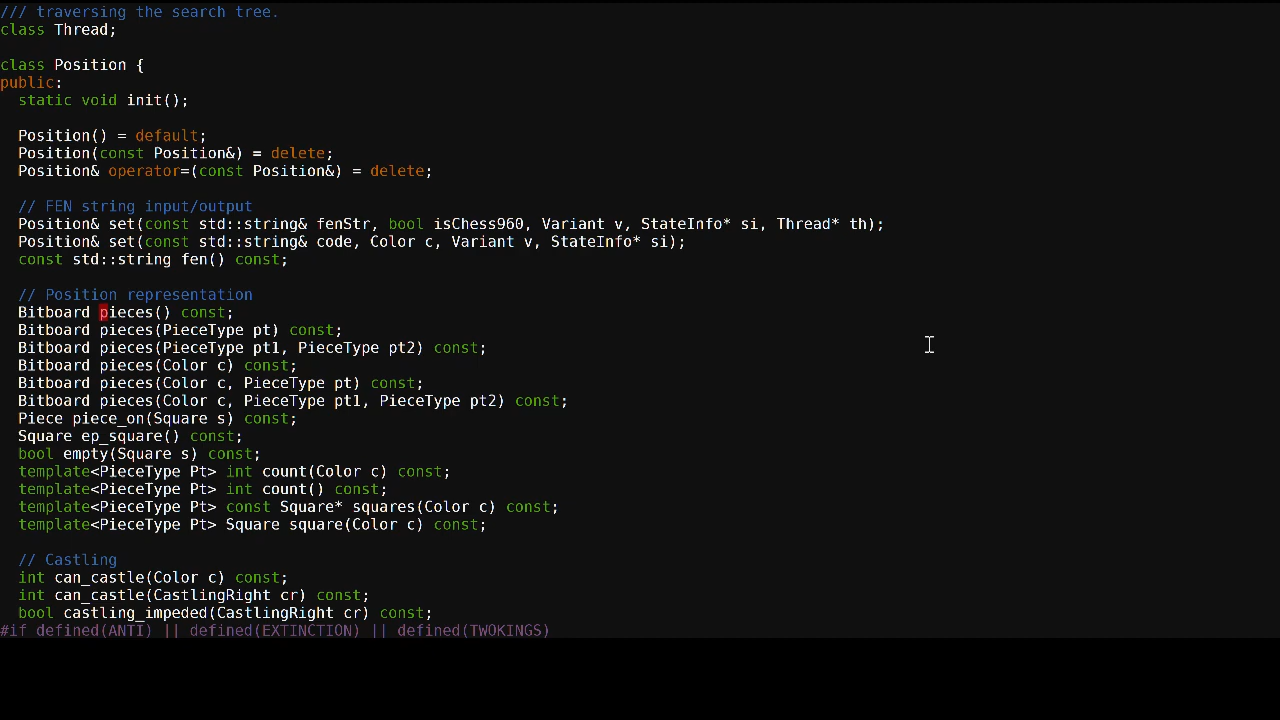 /// traversing the search tree.
class Thread;
class Position {
public:
  static void init();
  Position() = default;
  Position(const Position&) = delete;
  Position& operator=(const Position&) = delete;
  // FEN string input/output
  Position& set(const std::string& fenStr, bool isChess960, Variant v, StateInfo* si, Thread* th);
  Position& set(const std::string& code, Color c, Variant v, StateInfo* si);
  const std::string fen() const;
  // Position representation
  Bitboard pieces() const;
  Bitboard pieces(PieceType pt) const;
  Bitboard pieces(PieceType pt1, PieceType pt2) const;
  Bitboard pieces(Color c) const;
  Bitboard pieces(Color c, PieceType pt) const;
  Bitboard pieces(Color c, PieceType pt1, PieceType pt2) const;
  Piece piece_on(Square s) const;
  Square ep_square() const;
  bool empty(Square s) const;
  template<PieceType Pt> int count(Color c) const;
  template<PieceType Pt> int count() const;
  template<PieceType Pt> const Square* squares(Color c) const;
  template<PieceType Pt> Square square(Color c) const;
  // Castling
  int can_castle(Color c) const;
  int can_castle(CastlingRight cr) const;
  bool castling_impeded(CastlingRight cr) const;
#if defined(ANTI) || defined(EXTINCTION) || defined(TWOKINGS)